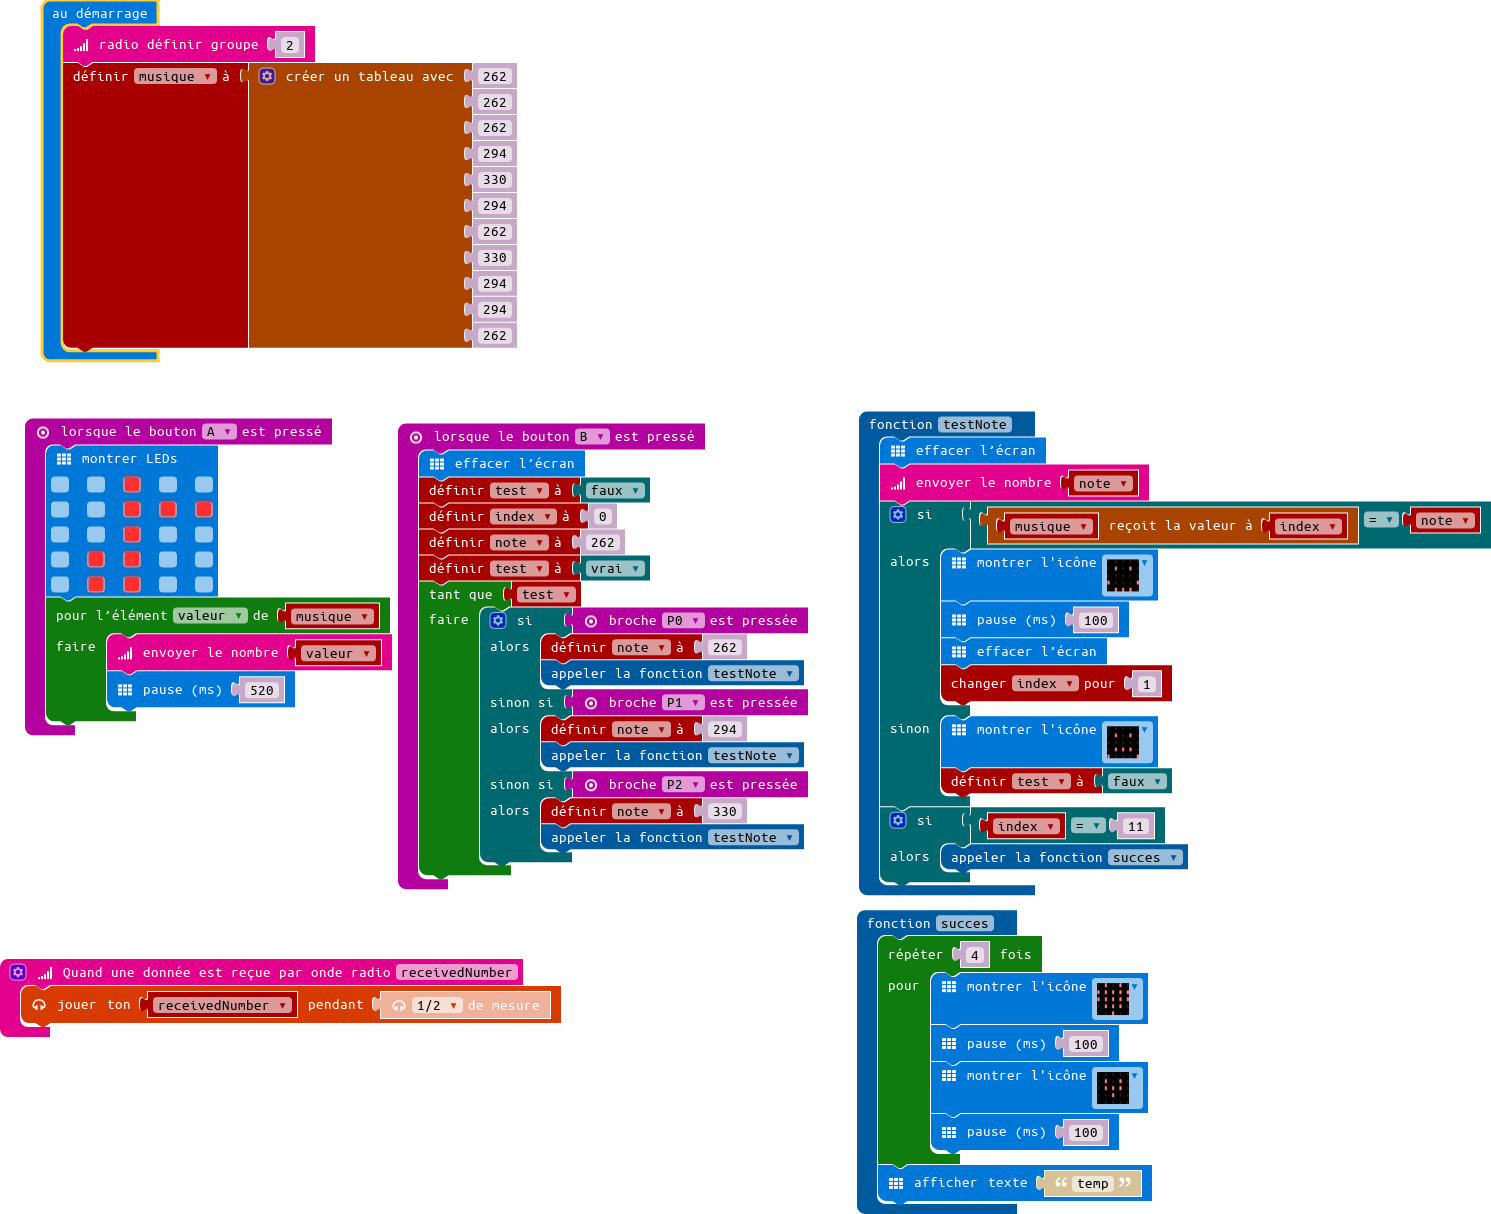 au démarrage
radio définir groupe 2
définir musique à créer un tableau avec 262
262
262
294
330
294
262
330
294
294
262
lorsque le bouton A est pressé
montrer LEDs
pour l’élément valeur de musique
faire envoyer le nombre valeur
pause (ms) 520
lorsque le bouton B est pressé
effacer l’écran
définir test à faux
définir index à 0
définir note à 262
définir test à vrai
tant que test
faire si broche P0 est pressée
alors définir note à 262
appeler la fonction testNote
sinon si broche P1 est pressée
alors définir note à 294
appeler la fonction testNote
sinon si broche P2 est pressée
alors définir note à 330
appeler la fonction testNote
fonction testNote
effacer l’écran
envoyer le nombre note
si musique reçoit la valeur à index = note
alors montrer l'icône
pause (ms) 100
effacer l’écran
changer index pour 1
sinon montrer l'icône
définir test à faux
si index = 11
alors appeler la fonction succes
Quand une donnée est reçue par onde radio receivedNumber
jouer ton receivedNumber pendant 1/2 de mesure
fonction succes
répéter 4 fois
pour montrer l'icône
pause (ms) 100
montrer l'icône
pause (ms) 100
afficher texte “ temp ”